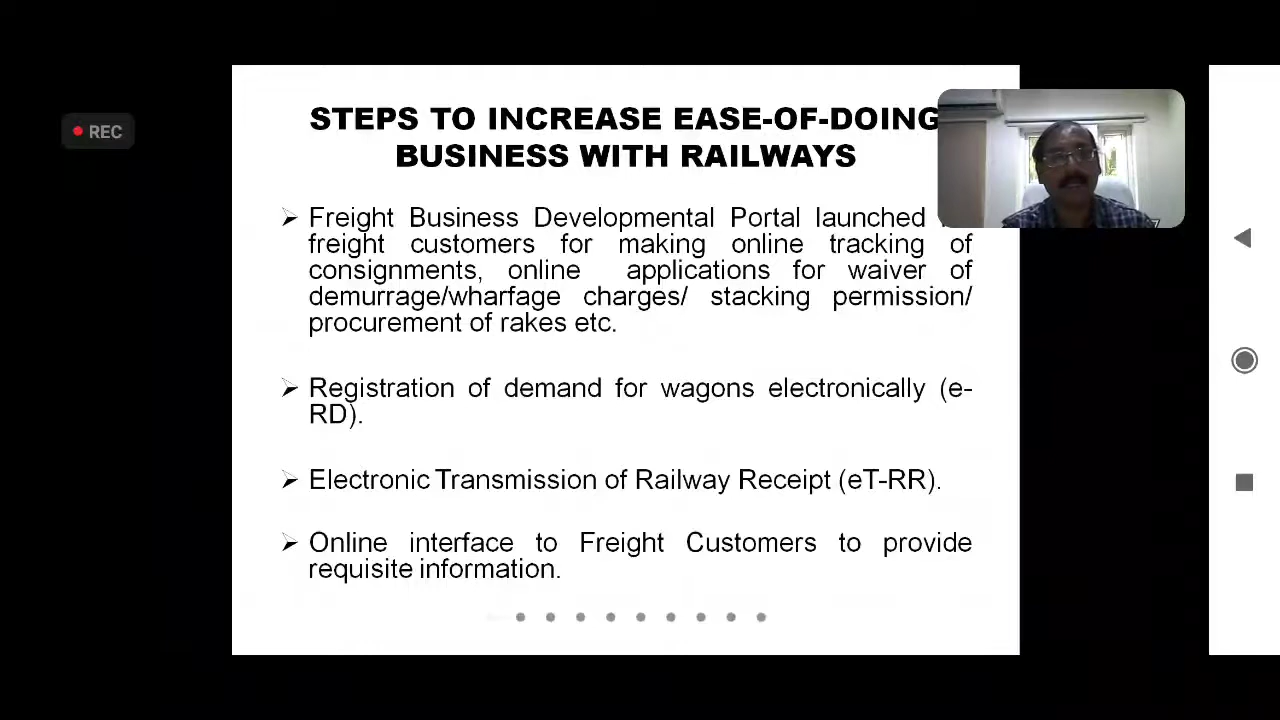 REC
STEPS TO INCREASE EASE-OF-DOING
BUSINESS WITH RAILWAYS
➢ Freight Business Developmental Portal launched
freight customers for making online tracking of
consignments, online applications for waiver of
demurrage/wharfage charges/ stacking permission/
procurement of rakes etc.
➢ Registration of demand for wagons electronically (e-
RD).
➢ Electronic Transmission of Railway Receipt (eT-RR).
➢ Online interface to Freight Customers to provide
requisite information.